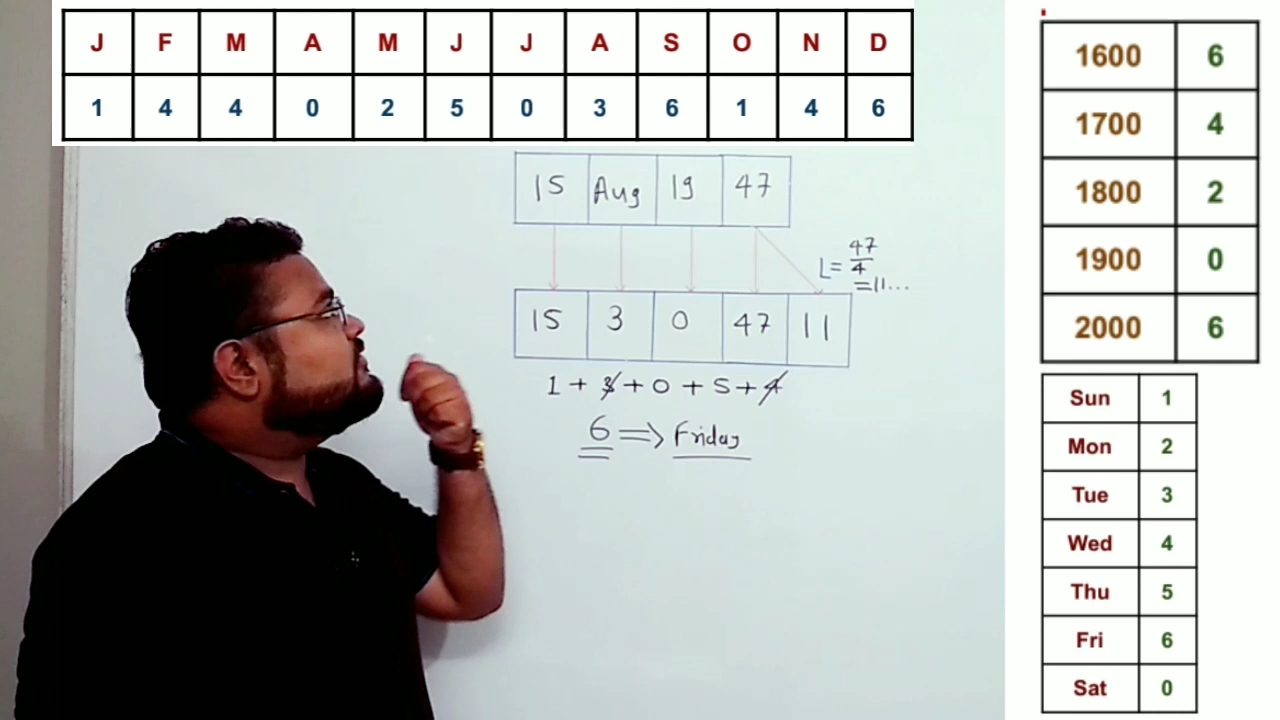 J F M A M J J A S O N D
1 4 4 0 2 5 0 3 6 1 4 6
15 Aug 19 47
L= 47/4
=11...
15 3 0 47 11
1 + 3 + 0 + 5 + 4
6 => Friday
1600 6
1700 4
1800 2
1900 0
2000 6
Sun 1
Mon 2
Tue 3
Wed 4
Thu 5
Fri 6
Sat 0